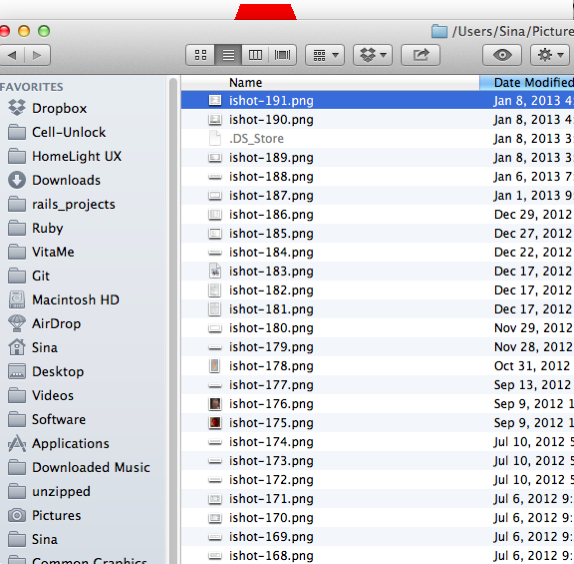 /Users/Sina/Picture
FAVORITES
Dropbox
Cell-Unlock
HomeLight UX
Downloads
rails_projects
Ruby
VitaMe
Git
Macintosh HD
AirDrop
Sina
Desktop
Videos
Software
Applications
Downloaded Music
unzipped
Pictures
Sina
Common Graphics
Name Date Modified
ishot-191.png Jan 8, 2013 4:
ishot-190.png Jan 8, 2013 4:
.DS_Store Jan 8, 2013 3:
ishot-189.png Jan 8, 2013 3:
ishot-188.png Jan 6, 2013 7:
ishot-187.png Jan 1, 2013 9:
ishot-186.png Dec 29, 2012
ishot-185.png Dec 27, 2012
ishot-184.png Dec 22, 2012
ishot-183.png Dec 17, 2012
ishot-182.png Dec 17, 2012
ishot-181.png Dec 17, 2012
ishot-180.png Nov 29, 2012
ishot-179.png Nov 28, 2012
ishot-178.png Oct 31, 2012
ishot-177.png Sep 13, 2012
ishot-176.png Sep 9, 2012 1
ishot-175.png Sep 9, 2012 1
ishot-174.png Jul 10, 2012 5
ishot-173.png Jul 10, 2012 5
ishot-172.png Jul 10, 2012 5
ishot-171.png Jul 6, 2012 9:
ishot-170.png Jul 6, 2012 9:
ishot-169.png Jul 6, 2012 9:
ishot-168.png Jul 6, 2012 9: